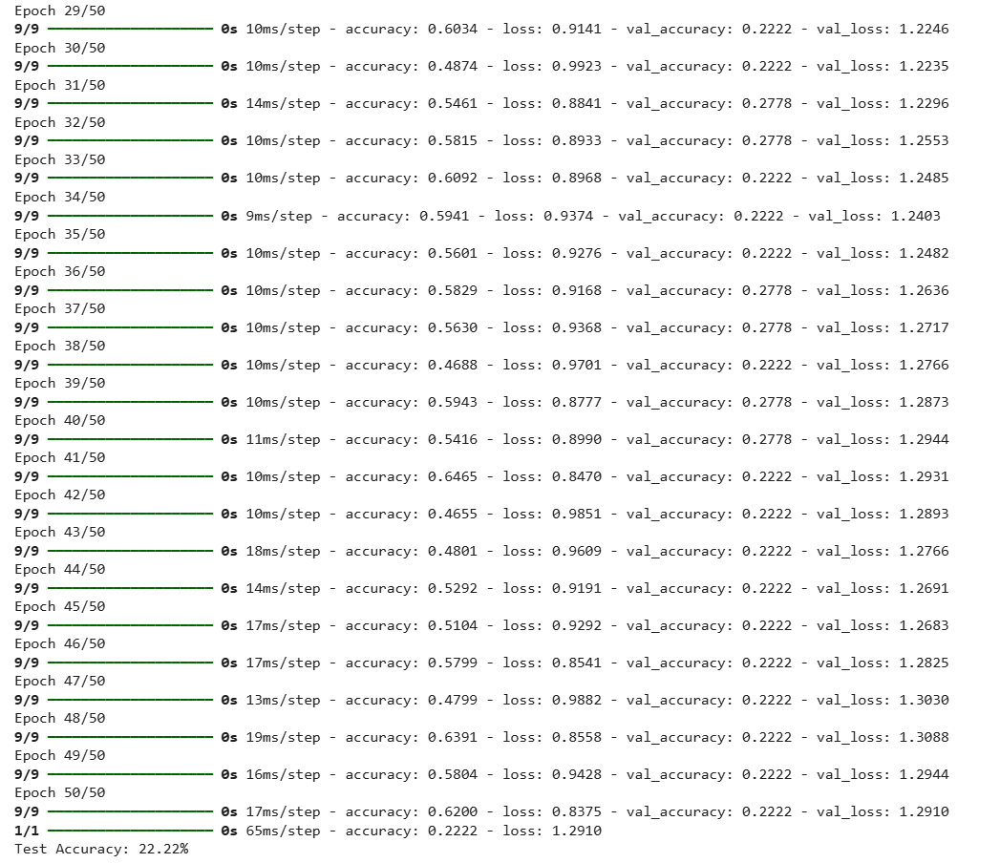 Epoch 29/50
9/9 ━━━━━━━━━━━━━━━━━━━━ 0s 10ms/step - accuracy: 0.6034 - loss: 0.9141 - val_accuracy: 0.2222 - val_loss: 1.2246
Epoch 30/50
9/9 ━━━━━━━━━━━━━━━━━━━━ 0s 10ms/step - accuracy: 0.4874 - loss: 0.9923 - val_accuracy: 0.2222 - val_loss: 1.2235
Epoch 31/50
9/9 ━━━━━━━━━━━━━━━━━━━━ 0s 14ms/step - accuracy: 0.5461 - loss: 0.8841 - val_accuracy: 0.2778 - val_loss: 1.2296
Epoch 32/50
9/9 ━━━━━━━━━━━━━━━━━━━━ 0s 10ms/step - accuracy: 0.5815 - loss: 0.8933 - val_accuracy: 0.2778 - val_loss: 1.2553
Epoch 33/50
9/9 ━━━━━━━━━━━━━━━━━━━━ 0s 10ms/step - accuracy: 0.6092 - loss: 0.8968 - val_accuracy: 0.2222 - val_loss: 1.2485
Epoch 34/50
9/9 ━━━━━━━━━━━━━━━━━━━━ 0s 9ms/step - accuracy: 0.5941 - loss: 0.9374 - val_accuracy: 0.2222 - val_loss: 1.2403
Epoch 35/50
9/9 ━━━━━━━━━━━━━━━━━━━━ 0s 10ms/step - accuracy: 0.5601 - loss: 0.9276 - val_accuracy: 0.2222 - val_loss: 1.2482
Epoch 36/50
9/9 ━━━━━━━━━━━━━━━━━━━━ 0s 10ms/step - accuracy: 0.5829 - loss: 0.9168 - val_accuracy: 0.2778 - val_loss: 1.2636
Epoch 37/50
9/9 ━━━━━━━━━━━━━━━━━━━━ 0s 10ms/step - accuracy: 0.5630 - loss: 0.9368 - val_accuracy: 0.2778 - val_loss: 1.2717
Epoch 38/50
9/9 ━━━━━━━━━━━━━━━━━━━━ 0s 10ms/step - accuracy: 0.4688 - loss: 0.9701 - val_accuracy: 0.2222 - val_loss: 1.2766
Epoch 39/50
9/9 ━━━━━━━━━━━━━━━━━━━━ 0s 10ms/step - accuracy: 0.5943 - loss: 0.8777 - val_accuracy: 0.2778 - val_loss: 1.2873
Epoch 40/50
9/9 ━━━━━━━━━━━━━━━━━━━━ 0s 11ms/step - accuracy: 0.5416 - loss: 0.8990 - val_accuracy: 0.2778 - val_loss: 1.2944
Epoch 41/50
9/9 ━━━━━━━━━━━━━━━━━━━━ 0s 10ms/step - accuracy: 0.6465 - loss: 0.8470 - val_accuracy: 0.2222 - val_loss: 1.2931
Epoch 42/50
9/9 ━━━━━━━━━━━━━━━━━━━━ 0s 10ms/step - accuracy: 0.4655 - loss: 0.9851 - val_accuracy: 0.2222 - val_loss: 1.2893
Epoch 43/50
9/9 ━━━━━━━━━━━━━━━━━━━━ 0s 18ms/step - accuracy: 0.4801 - loss: 0.9609 - val_accuracy: 0.2222 - val_loss: 1.2766
Epoch 44/50
9/9 ━━━━━━━━━━━━━━━━━━━━ 0s 14ms/step - accuracy: 0.5292 - loss: 0.9191 - val_accuracy: 0.2222 - val_loss: 1.2691
Epoch 45/50
9/9 ━━━━━━━━━━━━━━━━━━━━ 0s 17ms/step - accuracy: 0.5104 - loss: 0.9292 - val_accuracy: 0.2222 - val_loss: 1.2683
Epoch 46/50
9/9 ━━━━━━━━━━━━━━━━━━━━ 0s 17ms/step - accuracy: 0.5799 - loss: 0.8541 - val_accuracy: 0.2222 - val_loss: 1.2825
Epoch 47/50
9/9 ━━━━━━━━━━━━━━━━━━━━ 0s 13ms/step - accuracy: 0.4799 - loss: 0.9882 - val_accuracy: 0.2222 - val_loss: 1.3030
Epoch 48/50
9/9 ━━━━━━━━━━━━━━━━━━━━ 0s 19ms/step - accuracy: 0.6391 - loss: 0.8558 - val_accuracy: 0.2222 - val_loss: 1.3088
Epoch 49/50
9/9 ━━━━━━━━━━━━━━━━━━━━ 0s 16ms/step - accuracy: 0.5804 - loss: 0.9428 - val_accuracy: 0.2222 - val_loss: 1.2944
Epoch 50/50
9/9 ━━━━━━━━━━━━━━━━━━━━ 0s 17ms/step - accuracy: 0.6200 - loss: 0.8375 - val_accuracy: 0.2222 - val_loss: 1.2910
1/1 ━━━━━━━━━━━━━━━━━━━━ 0s 65ms/step - accuracy: 0.2222 - loss: 1.2910
Test Accuracy: 22.22%